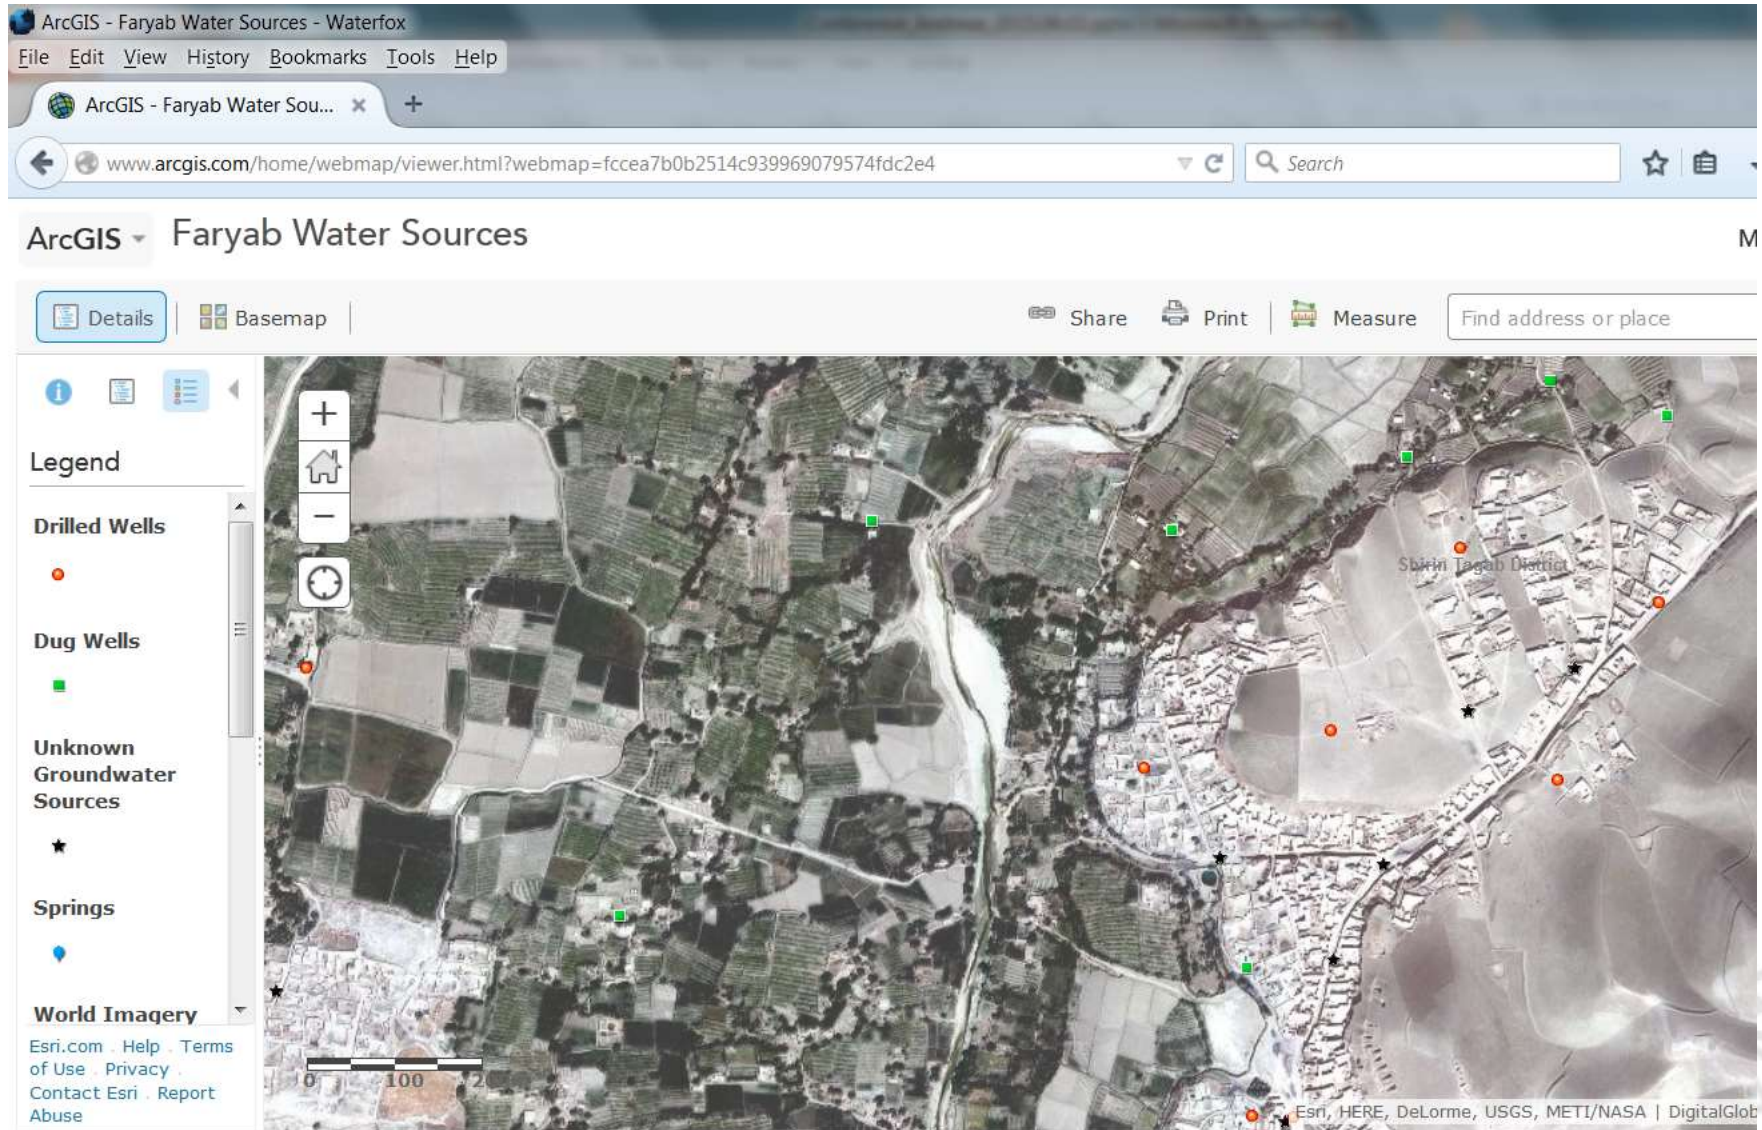 ArcGIS - Faryab Water Sources - Waterfox
File Edit View History Bookmarks Tools Help
ArcGIS - Faryab Water Sou... × +
www.arcgis.com/home/webmap/viewer.html?webmap=fccea7b0b2514c939969079574fdc2e4
Search
ArcGIS Faryab Water Sources
M
Details Basemap Share Print Measure Find address or place
Legend
Drilled Wells
Dug Wells
Unknown
Groundwater
Sources
Springs
World Imagery
Esri.com . Help . Terms
of Use . Privacy .
Contact Esri . Report
Abuse
+
−
Shirin Tagab District
0 100
Esri, HERE, DeLorme, USGS, METI/NASA | DigitalGlob